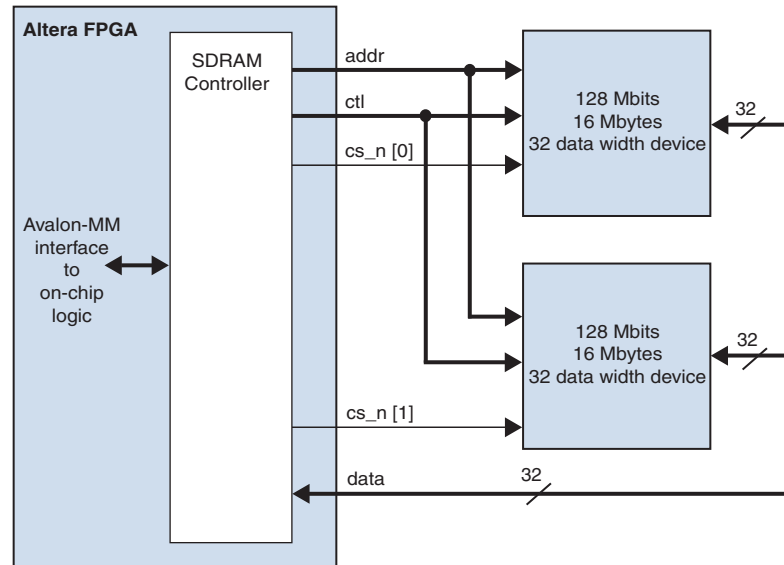 Altera FPGA
SDRAM
Controller
addr
ctl
cs_n [0]
128 Mbits
16 Mbytes
32 data width device
32
Avalon-MM
interface
to
on-chip
logic
128 Mbits
16 Mbytes
32 data width device
32
cs_n [1]
data
32